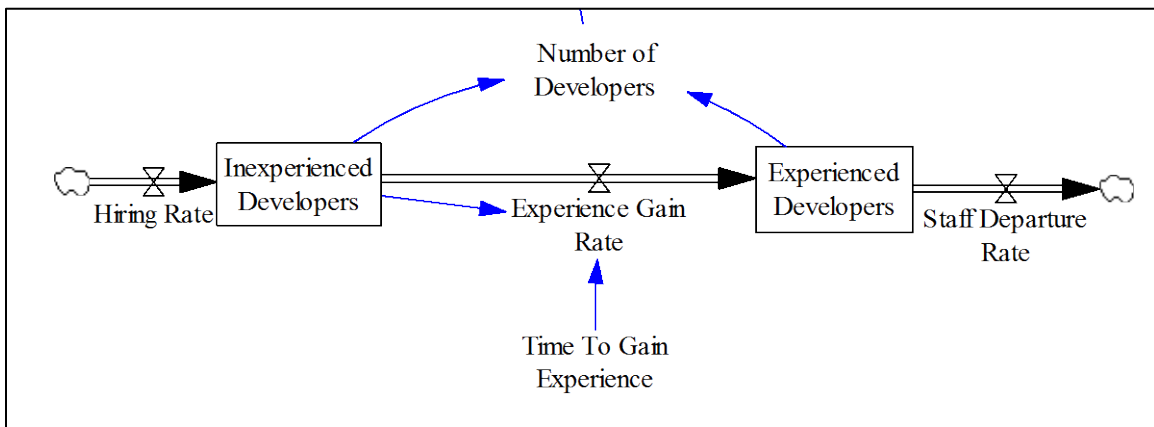 Number of
Developers
Inexperienced
Developers
Experienced
Developers
Hiring Rate
Experience Gain
Rate
Staff Departure
Rate
Time To Gain
Experience